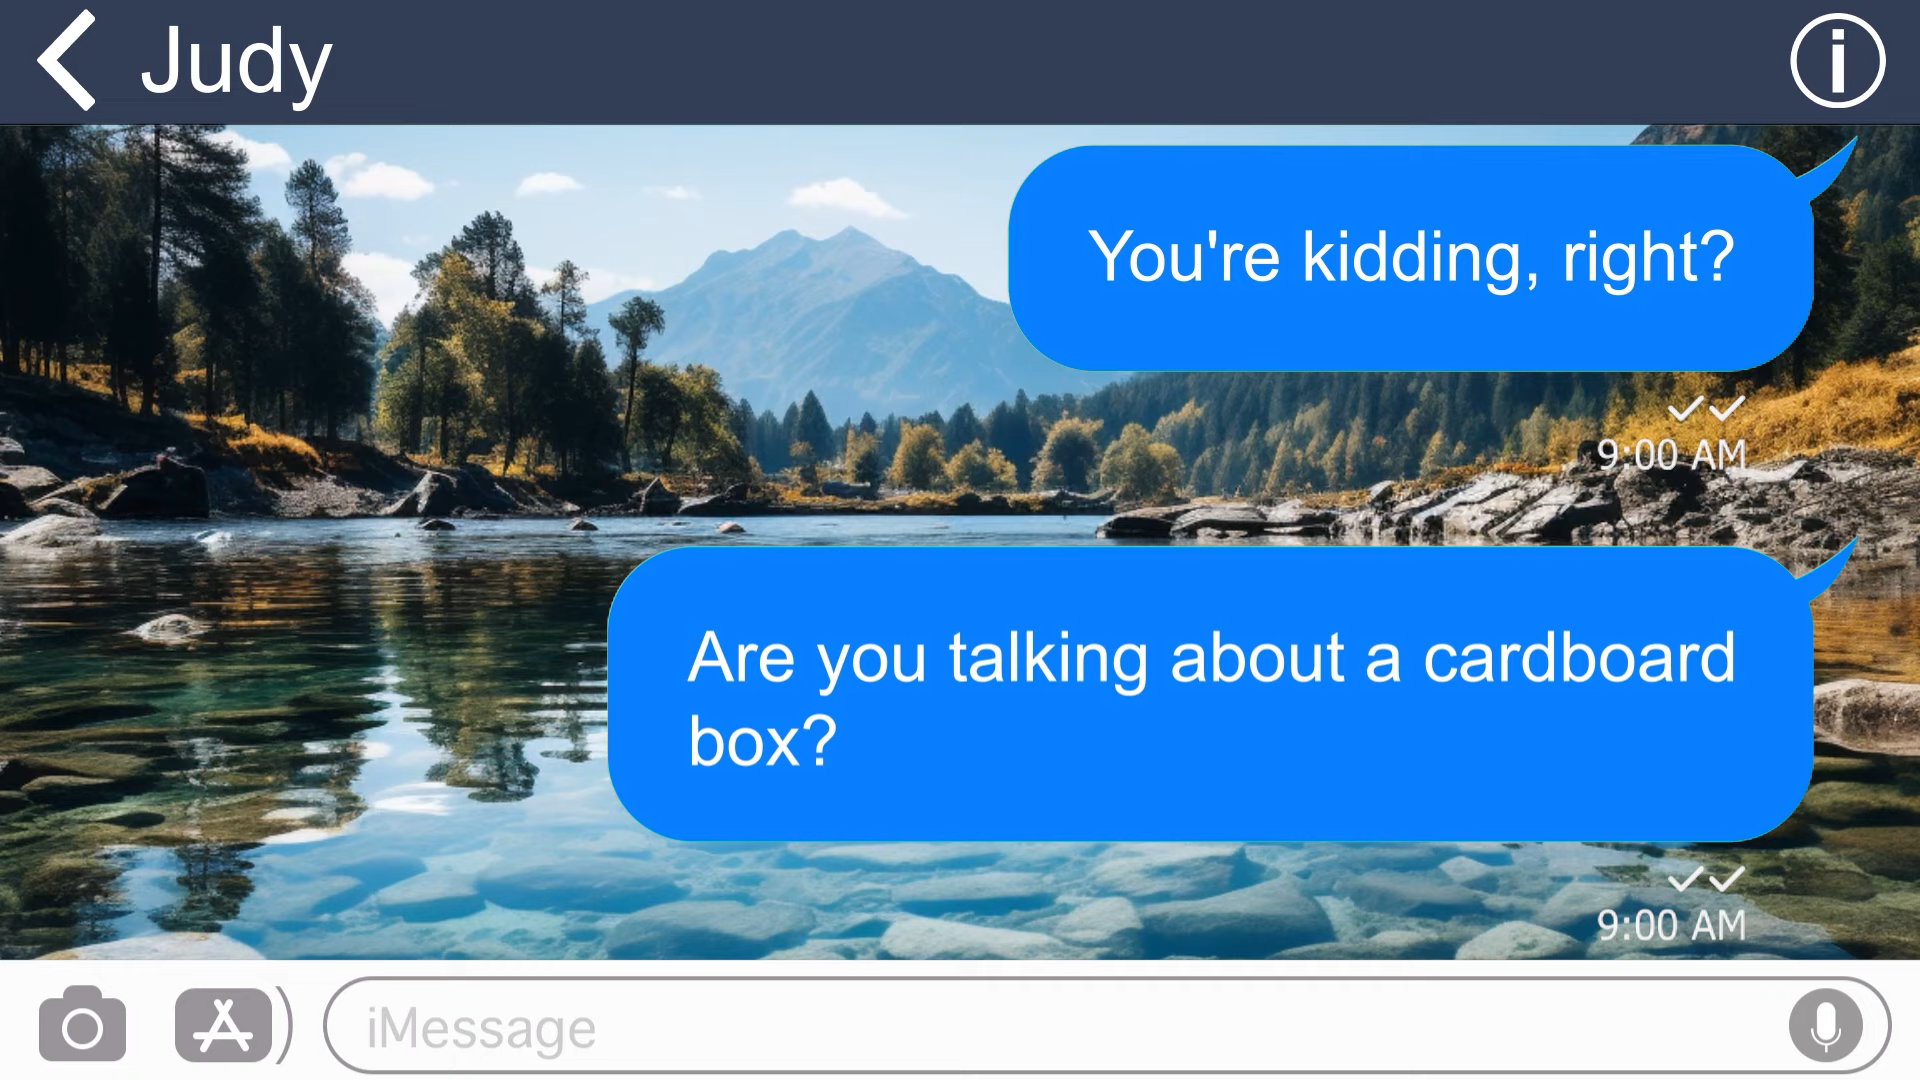 Judy
You're kidding, right?
9:00 AM
Are you talking about a cardboard
box?
9:00 AM
iMessage